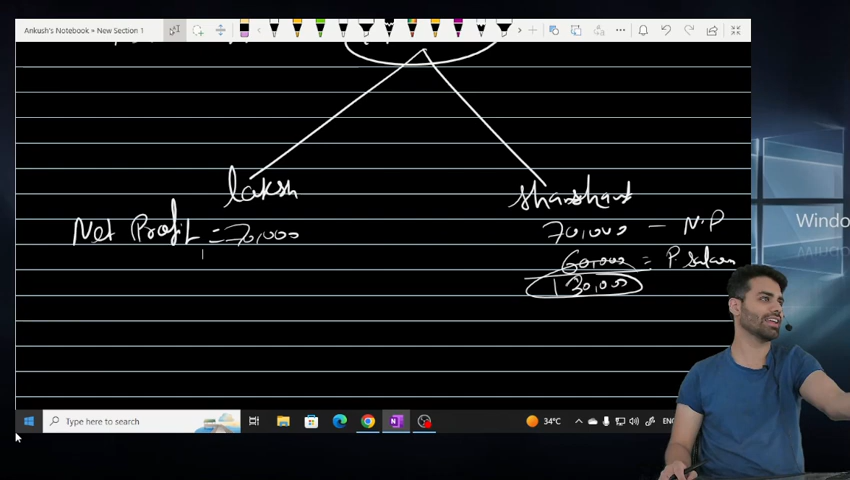 Ankush's Notebook » New Section 1
laksh
shashank
Net Profit = 70,000
70,000 - N.P
60,000 = P. Salary
130,000
Windo
Type here to search
34°C
ENG